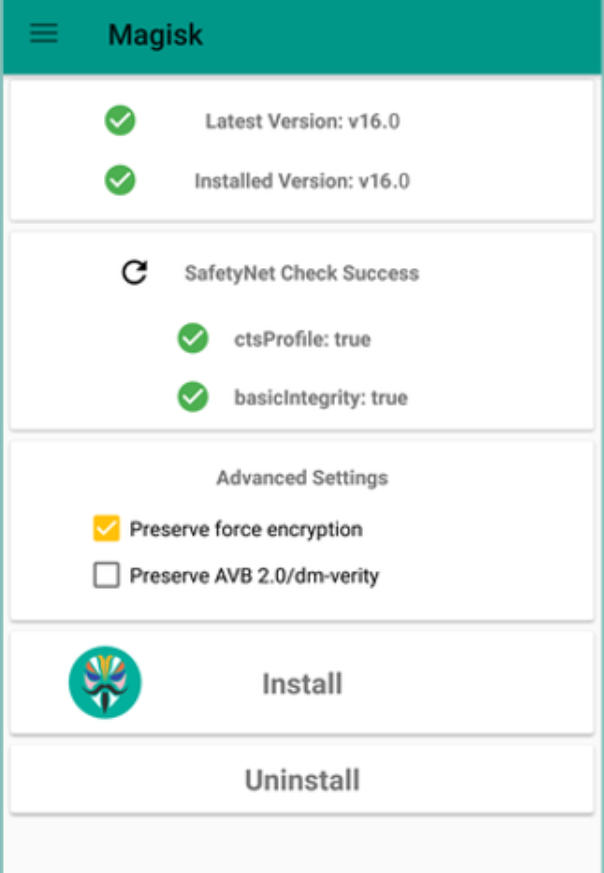 Magisk
Latest Version: v16.0
Installed Version: v16.0
SafetyNet Check Success
ctsProfile: true
basicIntegrity: true
Advanced Settings
Preserve force encryption
Preserve AVB 2.0/dm-verity
Install
Uninstall